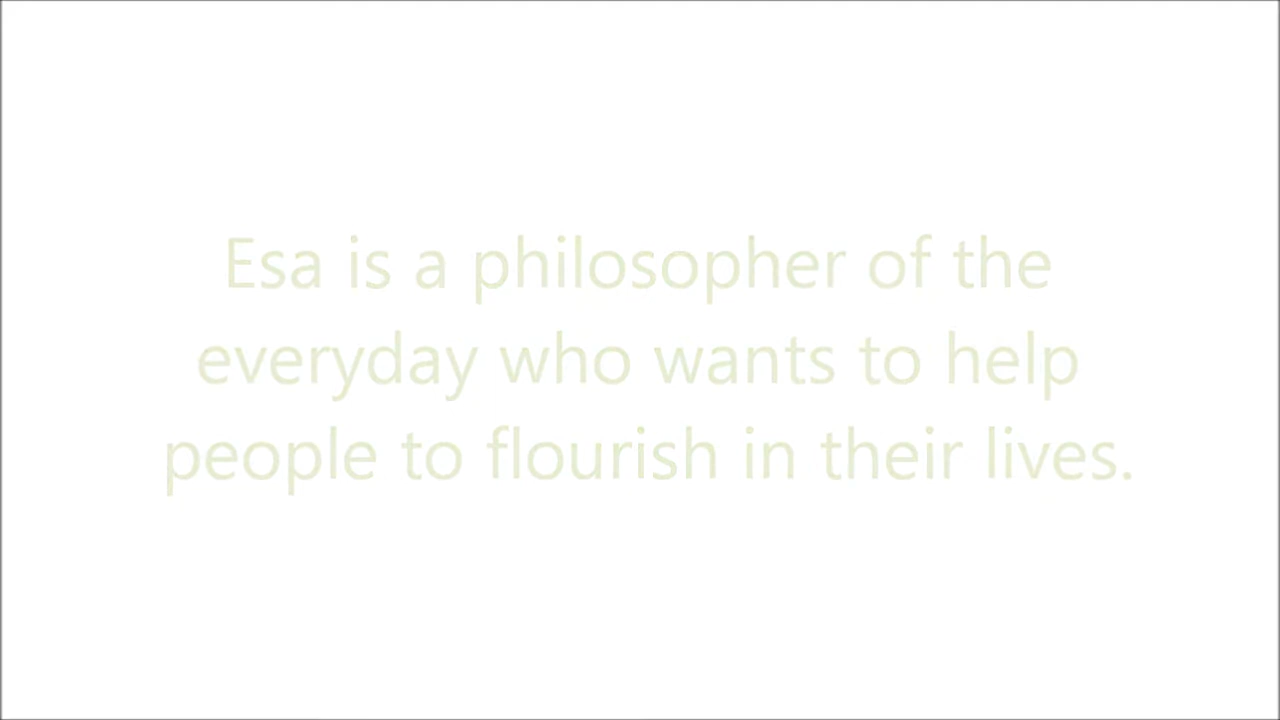 Esa is a philosopher of the
everyday who wants to help
people to flourish in their lives.